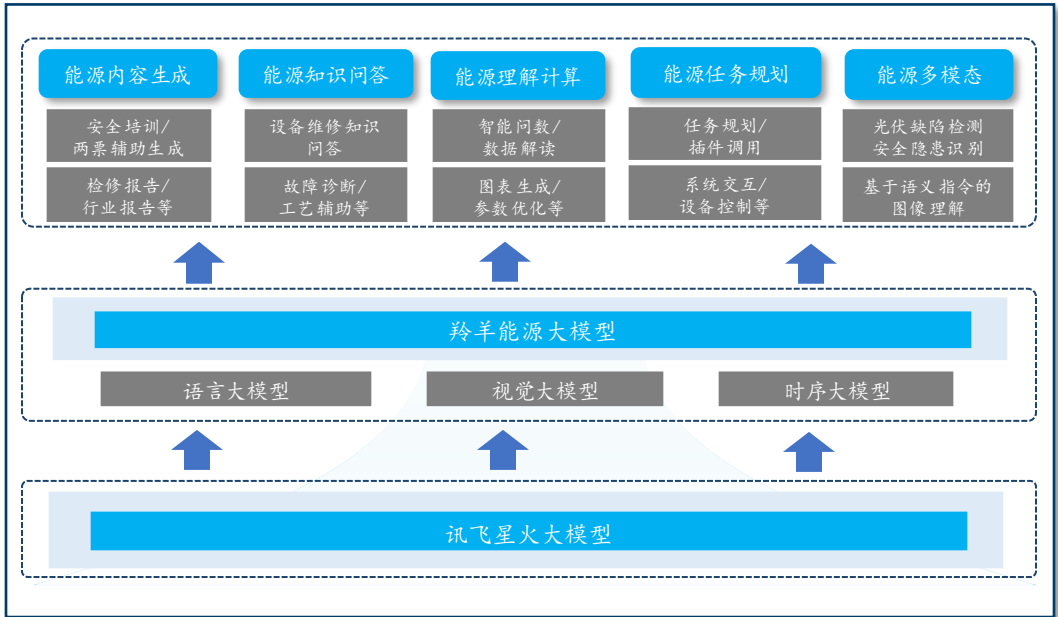 能源内容生成
能源知识问答
能源理解计算
能源任务规划
能源多模态
安全培训/
两票辅助生成
设备维修知识
问答
智能问数/
数据解读
任务规划/
插件调用
光伏缺陷检测
安全隐患识别
检修报告/
行业报告等
故障诊断/
工艺辅助等
图表生成/
参数优化等
系统交互/
设备控制等
基于语义指令的
图像理解
羚羊能源大模型
语言大模型
视觉大模型
时序大模型
讯飞星火大模型